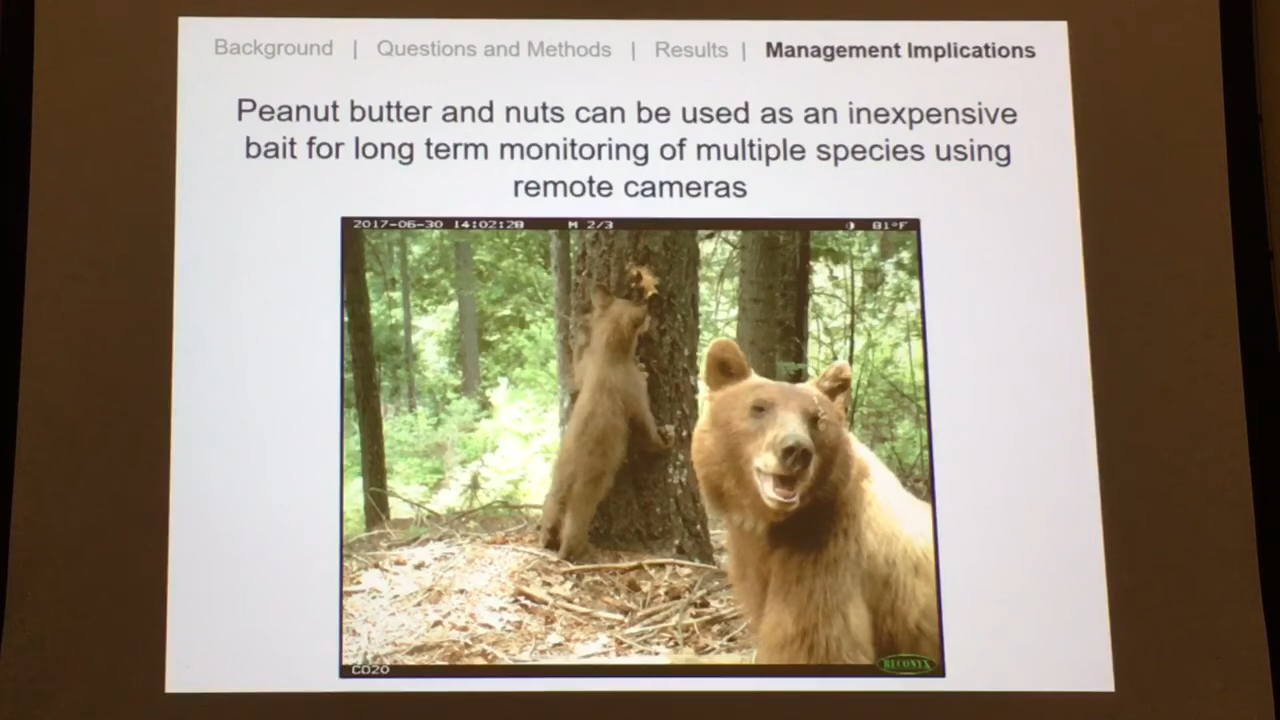 Background | Questions and Methods | Results | Management Implications
Peanut butter and nuts can be used as an inexpensive
bait for long term monitoring of multiple species using
remote cameras
2017-06-30 14:02:28 M 2/3 81°F
CO20
RECONYX